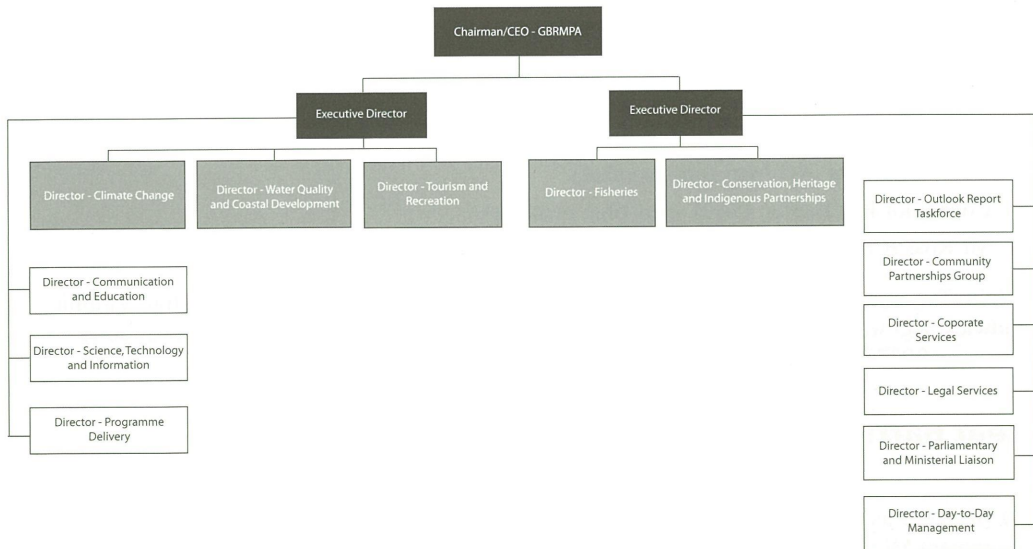 Chairman/CEO - GBRMPA
Executive Director
Executive Director
Director - Climate Change
Director - Water Quality
and Coastal Development
Director - Tourism and
Recreation
Director - Fisheries
Director - Conservation, Heritage
and Indigenous Partnerships
Director - Communication
and Education
Director - Science, Technology
and Information
Director - Programme
Delivery
Director - Outlook Report
Taskforce
Director - Community
Partnerships Group
Director - Coporate
Services
Director - Legal Services
Director - Parliamentary
and Ministerial Liaison
Director - Day-to-Day
Management